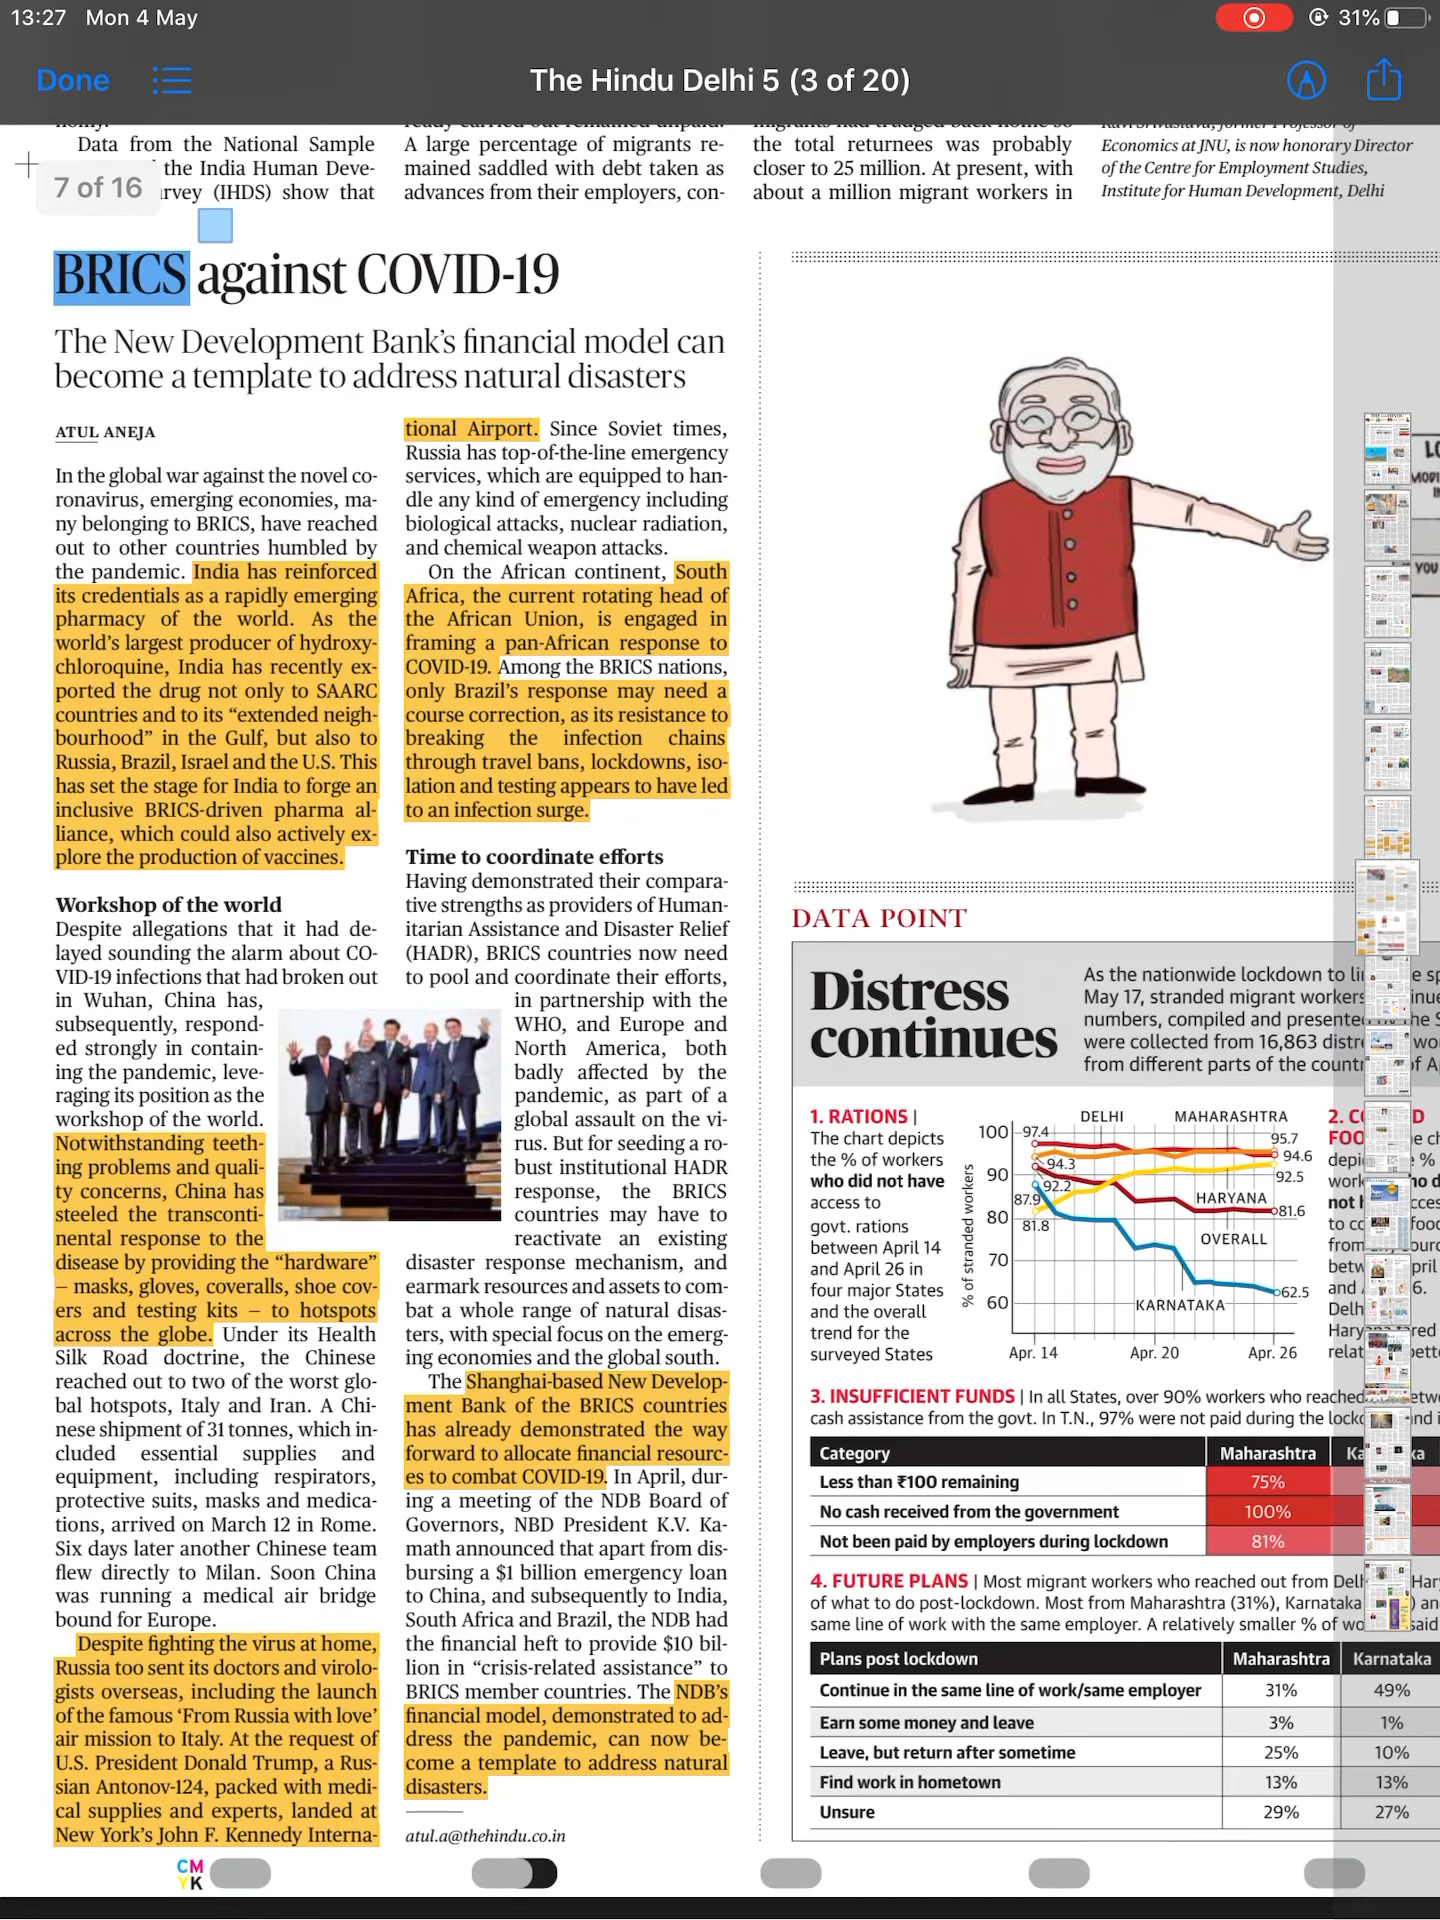 13:27 Mon 4 May
31%
Done
The Hindu Delhi 5 (3 of 20)
7 of 16
Data from the National Sample
the India Human Deve-
rvey (IHDS) show that
A large percentage of migrants re-
mained saddled with debt taken as
advances from their employers, con-
the total returnees was probably
closer to 25 million. At present, with
about a million migrant workers in
Economics at JNU, is now honorary Director
of the Centre for Employment Studies,
Institute for Human Development, Delhi
BRICS against COVID-19
The New Development Bank's financial model can
become a template to address natural disasters
ATUL ANEJA
In the global war against the novel co-
ronavirus, emerging economies, ma-
ny belonging to BRICS, have reached
out to other countries humbled by
the pandemic. India has reinforced
its credentials as a rapidly emerging
pharmacy of the world. As the
world's largest producer of hydroxy-
chloroquine, India has recently ex-
ported the drug not only to SAARC
countries and to its “extended neigh-
bourhood” in the Gulf, but also to
Russia, Brazil, Israel and the U.S. This
has set the stage for India to forge an
inclusive BRICS-driven pharma al-
liance, which could also actively ex-
plore the production of vaccines.
Workshop of the world
Despite allegations that it had de-
layed sounding the alarm about CO-
VID-19 infections that had broken out
in Wuhan, China has,
subsequently, respond-
ed strongly in contain-
ing the pandemic, leve-
raging its position as the
workshop of the world.
Notwithstanding teeth-
ing problems and quali-
ty concerns, China has
steeled the transconti-
nental response to the
disease by providing the “hardware”
– masks, gloves, coveralls, shoe cov-
ers and testing kits – to hotspots
across the globe. Under its Health
Silk Road doctrine, the Chinese
reached out to two of the worst glo-
bal hotspots, Italy and Iran. A Chi-
nese shipment of 31 tonnes, which in-
cluded essential supplies and
equipment, including respirators,
protective suits, masks and medica-
tions, arrived on March 12 in Rome.
Six days later another Chinese team
flew directly to Milan. Soon China
was running a medical air bridge
bound for Europe.
Despite fighting the virus at home,
Russia too sent its doctors and virolo-
gists overseas, including the launch
of the famous ‘From Russia with love’
air mission to Italy. At the request of
U.S. President Donald Trump, a Rus-
sian Antonov-124, packed with medi-
cal supplies and experts, landed at
New York's John F. Kennedy Interna-
tional Airport. Since Soviet times,
Russia has top-of-the-line emergency
services, which are equipped to han-
dle any kind of emergency including
biological attacks, nuclear radiation,
and chemical weapon attacks.
On the African continent, South
Africa, the current rotating head of
the African Union, is engaged in
framing a pan-African response to
COVID-19. Among the BRICS nations,
only Brazil's response may need a
course correction, as its resistance to
breaking the infection chains
through travel bans, lockdowns, iso-
lation and testing appears to have led
to an infection surge.
Time to coordinate efforts
Having demonstrated their compara-
tive strengths as providers of Human-
itarian Assistance and Disaster Relief
(HADR), BRICS countries now need
to pool and coordinate their efforts,
in partnership with the
WHO, and Europe and
North America, both
badly affected by the
pandemic, as part of a
global assault on the vi-
rus. But for seeding a ro-
bust institutional HADR
response, the BRICS
countries may have to
reactivate an existing
disaster response mechanism, and
earmark resources and assets to com-
bat a whole range of natural disas-
ters, with special focus on the emerg-
ing economies and the global south.
The Shanghai-based New Develop-
ment Bank of the BRICS countries
has already demonstrated the way
forward to allocate financial resourc-
es to combat COVID-19. In April, dur-
ing a meeting of the NDB Board of
Governors, NBD President K.V. Ka-
math announced that apart from dis-
bursing a $1 billion emergency loan
to China, and subsequently to India,
South Africa and Brazil, the NDB had
the financial heft to provide $10 bil-
lion in “crisis-related assistance” to
BRICS member countries. The NDB's
financial model, demonstrated to ad-
dress the pandemic, can now be-
come a template to address natural
disasters.
atul.a@thehindu.co.in
DATA POINT
Distress
continues
As the nationwide lockdown to
May 17, stranded migrant workers
numbers, compiled and presented
were collected from 16,863
from different parts of the
1. RATIONS |
The chart depicts
the % of workers
who did not have
access to
govt. rations
between April 14
and April 26 in
four major States
and the overall
trend for the
surveyed States
% of stranded workers
DELHI MAHARASHTRA
100 97.4 95.7
94.3 94.6
90 92.2 92.5
87.9
HARYANA
80 81.8 81.6
OVERALL
70
62.5
60 KARNATAKA
Apr. 14 Apr. 20 Apr. 26
3. INSUFFICIENT FUNDS | In all States, over 90% workers who reached
cash assistance from the govt. In T.N., 97% were not paid during the
Category Maharashtra
Less than ₹100 remaining 75%
No cash received from the government 100%
Not been paid by employers during lockdown 81%
4. FUTURE PLANS | Most migrant workers who reached out from
of what to do post-lockdown. Most from Maharashtra (31%), Karnataka
same line of work with the same employer. A relatively smaller % of
Plans post lockdown Maharashtra Karnataka
Continue in the same line of work/same employer 31% 49%
Earn some money and leave 3% 1%
Leave, but return after sometime 25% 10%
Find work in hometown 13% 13%
Unsure 29% 27%
CM
YK